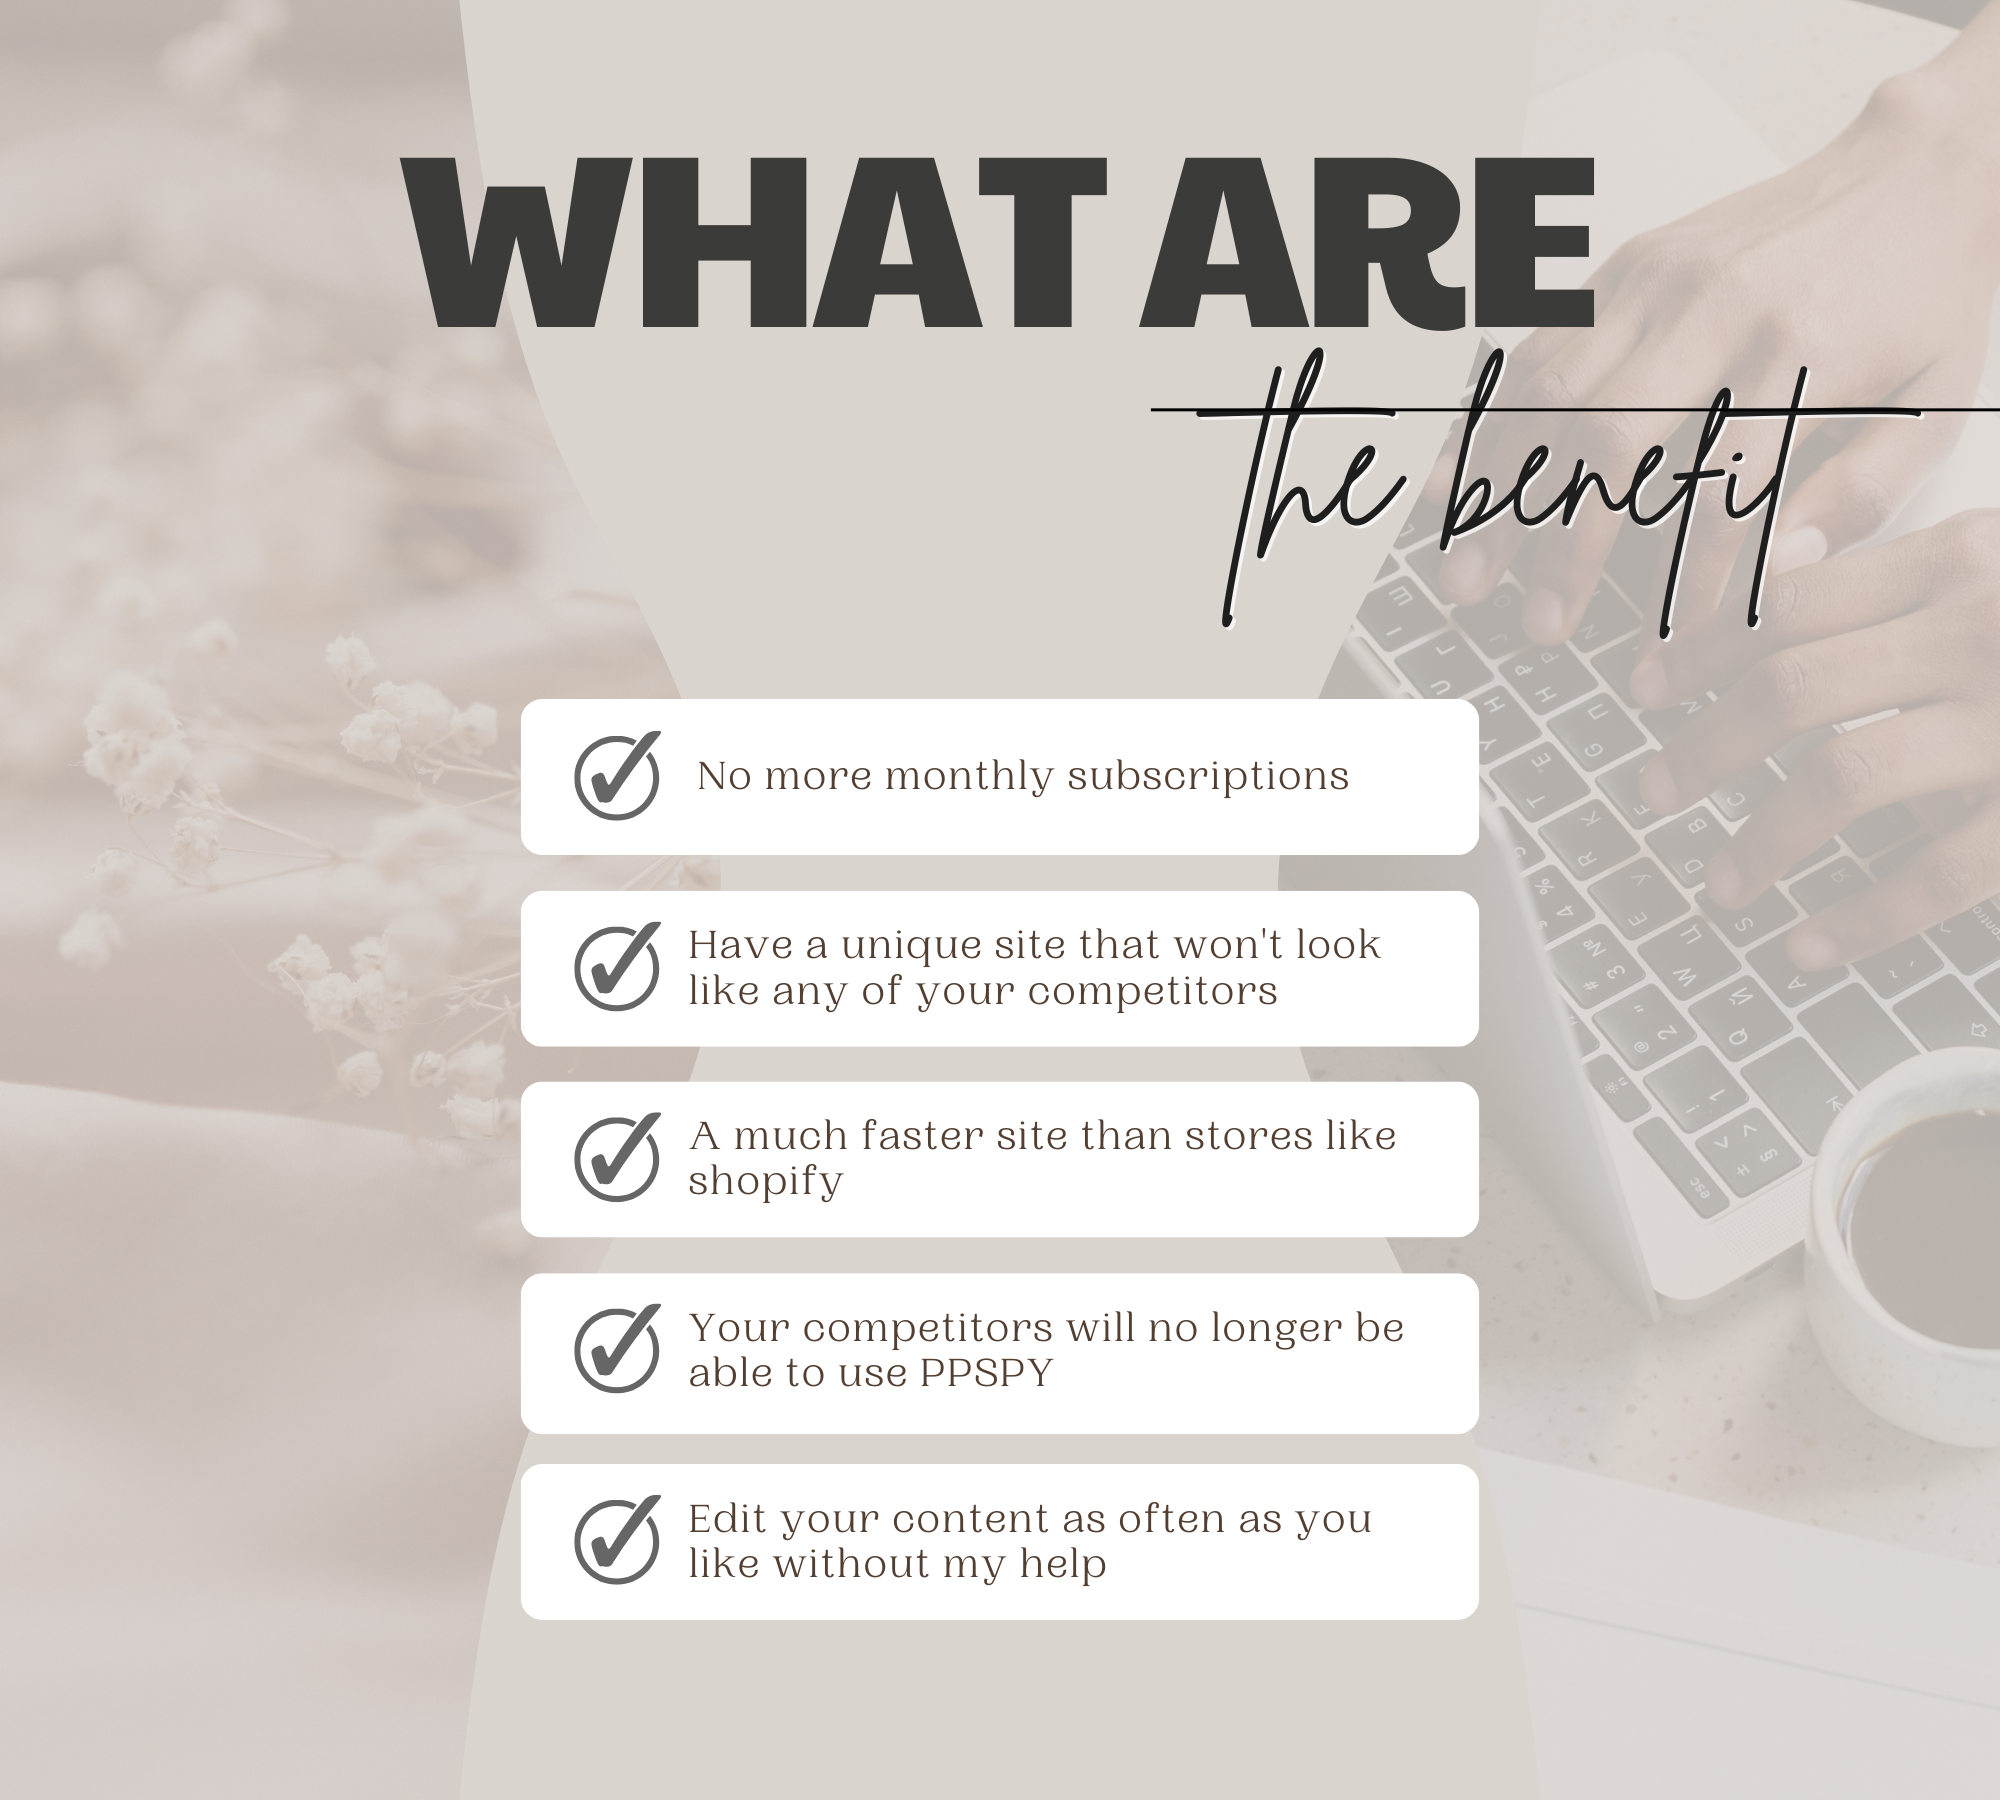 WHAT ARE
the benefit
No more monthly subscriptions
Have a unique site that won't look
like any of your competitors
A much faster site than stores like
shopify
Your competitors will no longer be
able to use PPSPY
Edit your content as often as you
like without my help